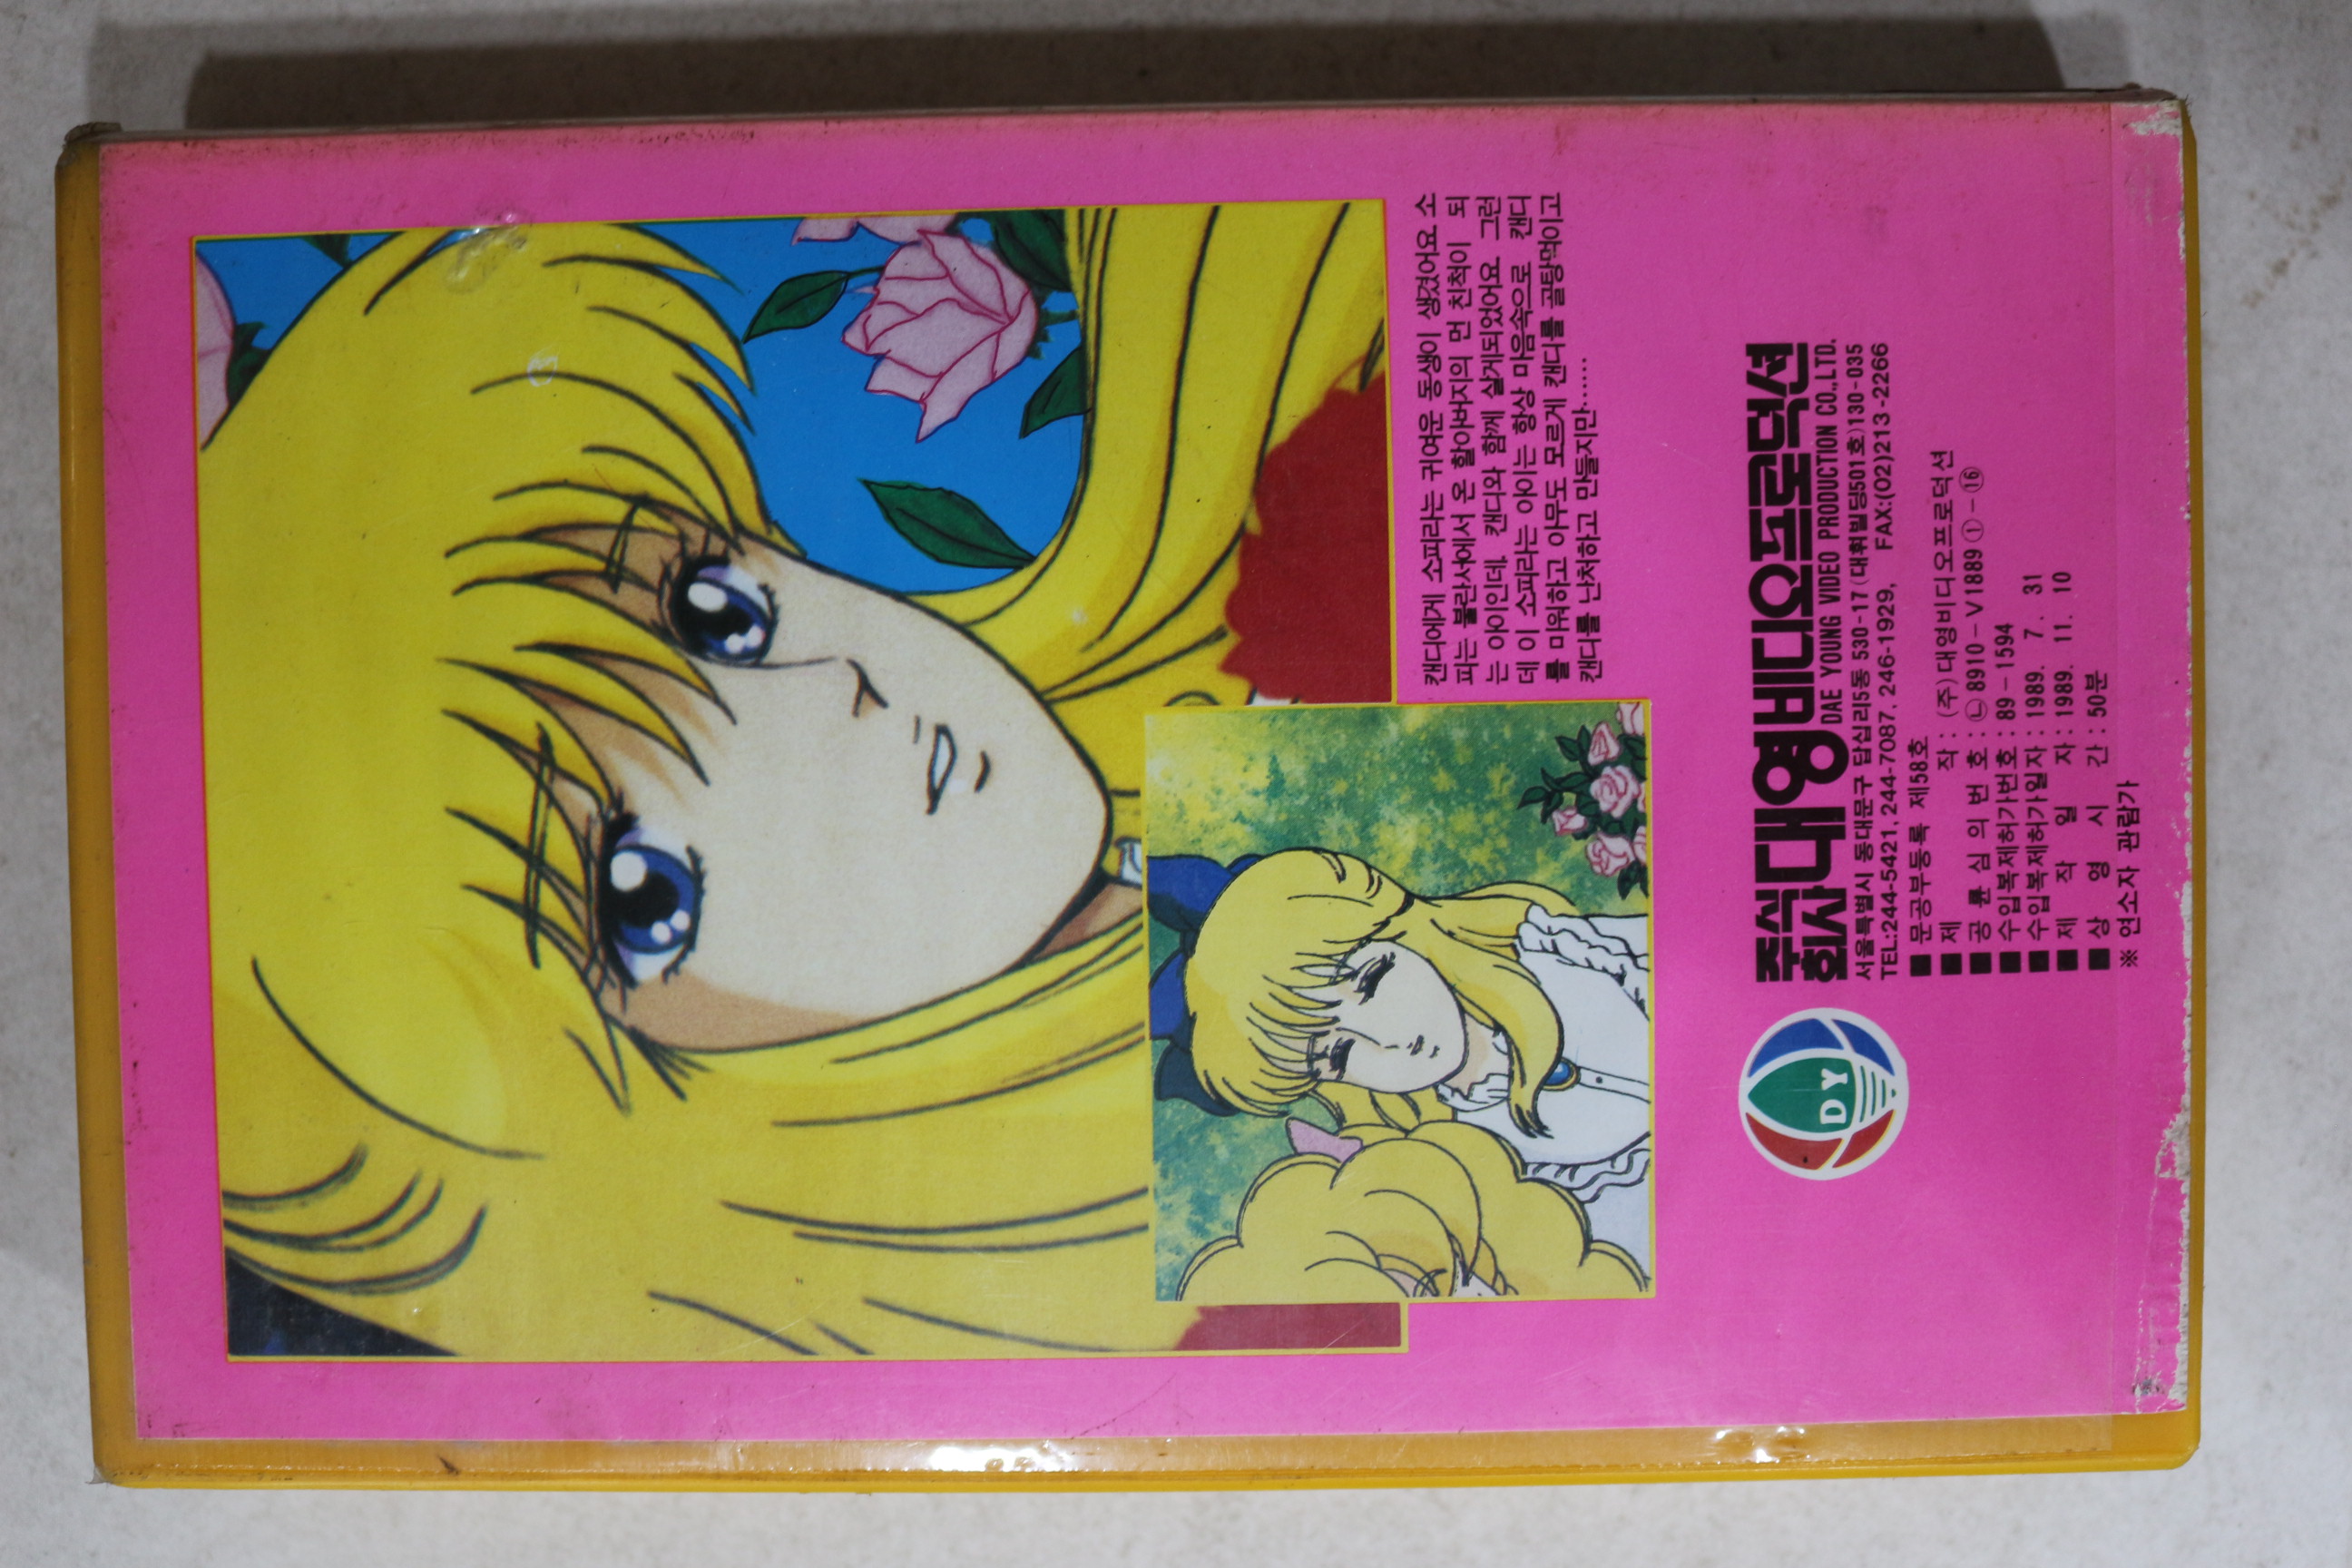 캔디에게 소피라는 귀여운 동생이 생겼어요 소
피는 불란서에서 온 할아버지의 먼 친척이 되
는 아이인데, 캔디와 함께 살게되었어요. 그런
데 이 소피라는 아이는 항상 마음속으로 캔디
를 미워하고 아무도 모르게 캔디를 골탕먹이고
캔디를 난처하고 만들지만……
DY
주식회사 대영비디오프로덕션
DAE YOUNG VIDEO PRODUCTION CO.,LTD.
서울특별시 동대문구 답십리5동 530-17 (대휘빌딩501호) 130-035
TEL:244-5421, 244-7087, 246-1929, FAX:(02)213-2266
■ 문공부등록 제58호
■ 제 작 : (주)대영비디오프로덕션
■ 공 륜 심 의 번 호 : Ⓛ 8910-V1889 ①-⑯
■ 수입복제허가번호 : 89-1594
■ 수입복제허가일자 : 1989. 7. 31
■ 제 작 일 자 : 1989. 11. 10
■ 상 영 시 간 : 50분
※ 연소자 관람가